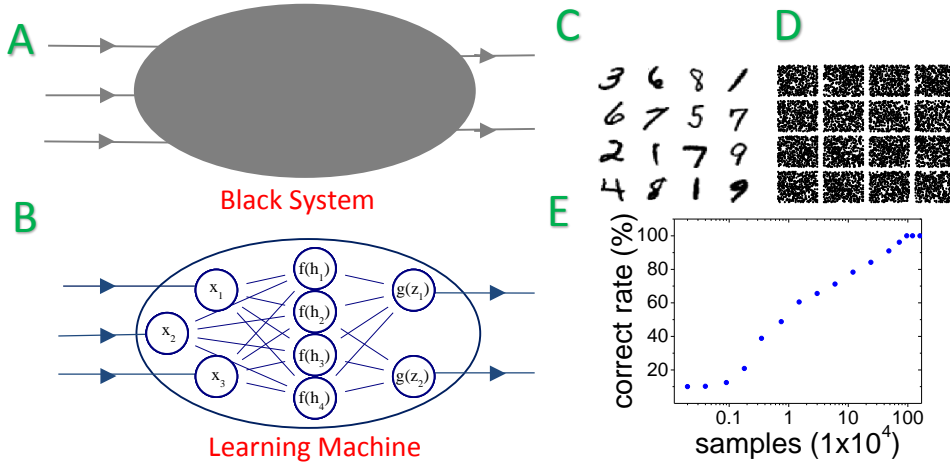 A
Black System
B
x1
x2
x3
f(h1)
f(h2)
f(h3)
f(h4)
g(z1)
g(z2)
Learning Machine
C
3 6 8 1
6 7 5 7
2 1 7 9
4 8 1 9
D
E
correct rate (%)
100
80
60
40
20
0.1 1 10 100
samples (1x10^4)